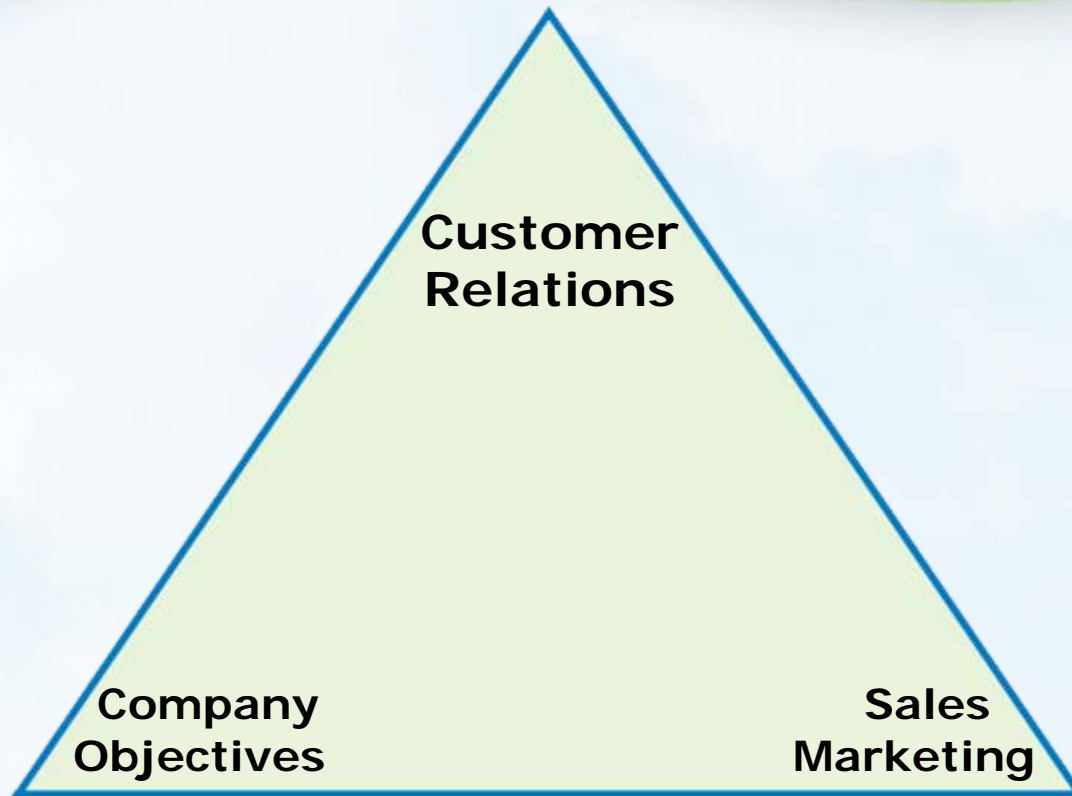 Customer
Relations
Company
Objectives
Sales
Marketing